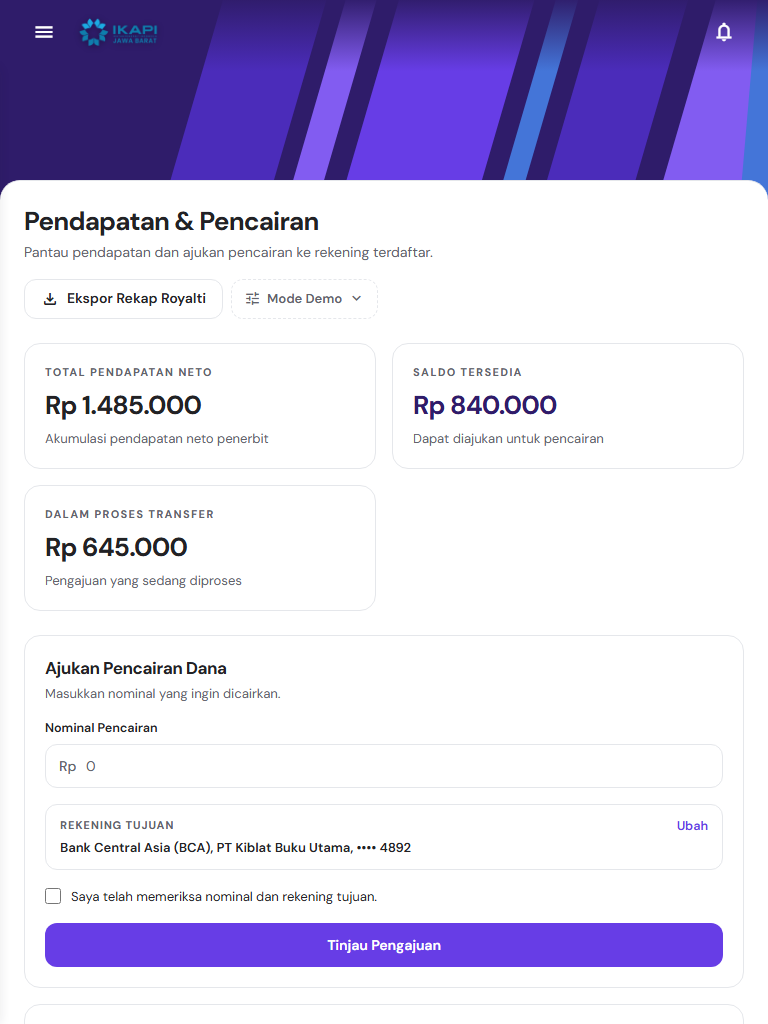 IKAPI
JAWA BARAT
Pendapatan & Pencairan
Pantau pendapatan dan ajukan pencairan ke rekening terdaftar.
Ekspor Rekap Royalti
Mode Demo
TOTAL PENDAPATAN NETO
Rp 1.485.000
Akumulasi pendapatan neto penerbit
SALDO TERSEDIA
Rp 840.000
Dapat diajukan untuk pencairan
DALAM PROSES TRANSFER
Rp 645.000
Pengajuan yang sedang diproses
Ajukan Pencairan Dana
Masukkan nominal yang ingin dicairkan.
Nominal Pencairan
Rp 0
REKENING TUJUAN
Ubah
Bank Central Asia (BCA), PT Kiblat Buku Utama, •••• 4892
Saya telah memeriksa nominal dan rekening tujuan.
Tinjau Pengajuan